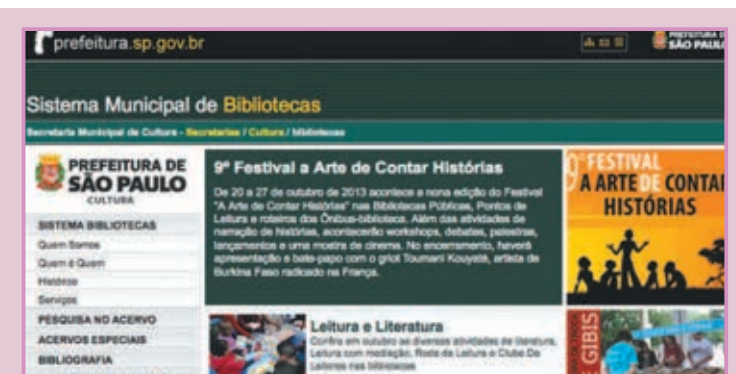 prefeitura.sp.gov.br
PREFEITURA DE
SÃO PAULO
Sistema Municipal de Bibliotecas
Secretaria Municipal de Cultura - Secretarias / Cultura / bibliotecas
PREFEITURA DE
SÃO PAULO
CULTURA
SISTEMA BIBLIOTECAS
Quem Somos
Quem é Quem
Histórico
Serviços
PESQUISA NO ACERVO
ACERVOS ESPECIAIS
BIBLIOGRAFIA
9º Festival a Arte de Contar Histórias
De 20 a 27 de outubro de 2013 acontece a nona edição do Festival
"A Arte de Contar Histórias" nas Bibliotecas Públicas, Pontos de
Leitura e roteiros dos Ônibus-biblioteca. Além das atividades de
narração de histórias, acontecerão workshops, debates, palestras,
lançamentos e uma mostra de cinema. No encerramento, haverá
apresentação e bate-papo com o griot Toumani Kouyaté, artista de
Burkina Faso radicado na França.
9º FESTIVAL
A ARTE DE CONTAR
HISTÓRIAS
Leitura e Literatura
Confira em outubro as diversas atividades de literatura,
Leitura com mediação, Roda da Leitura e Clube De
Leitores nas bibliotecas
GIBIS